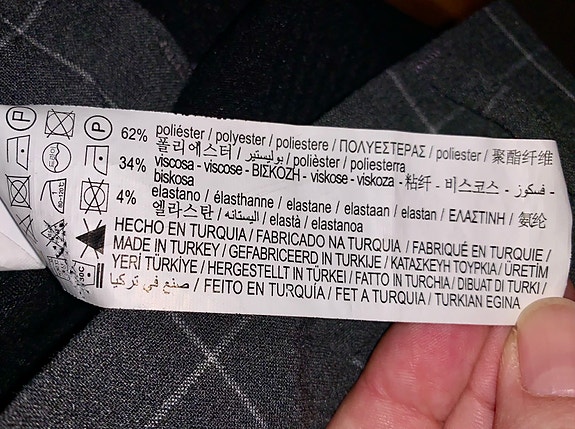 62% poliéster / polyester / poliestere / ΠΟΛΥΕΣΤΕΡΑΣ / poliester / 聚酯纤维
폴리에스터 / بوليستير / polièster / poliesterra
34% viscosa - viscose - ΒΙΣΚΟΖΗ - viskose - viskoza - 粘纤 - 비스코스 - فسكوز -
biskosa
4% elastano / élasthanne / elastane / elastaan / elastan / ΕΛΑΣΤΙΝΗ / 氨纶
엘라스탄 / اليستانه / elastà / elastanoa
HECHO EN TURQUIA / FABRICADO NA TURQUIA / FABRIQUÉ EN TURQUIE /
MADE IN TURKEY / GEFABRICEERD IN TURKIJE / ΚΑΤΑΣΚΕΥΗ ΤΟΥΡΚΙΑ / ÜRETİM
YERİ TÜRKİYE / HERGESTELLT IN TÜRKEI / FATTO IN TURCHIA / DIBUAT DI TURKI /
صنع في تركيا / FEITO EN TURQUÍA / FET A TURQUIA / TURKIAN EGINA